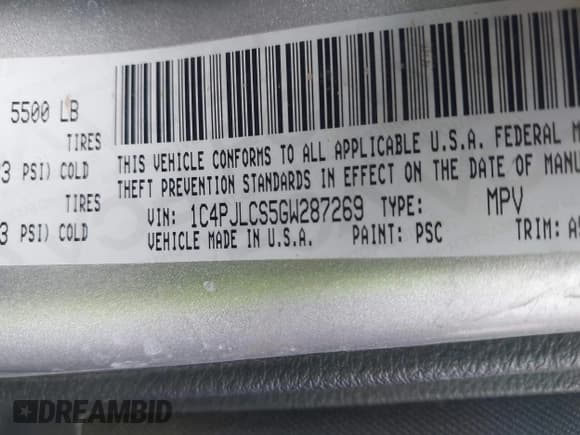 5500 LB
TIRES
3 PSI) COLD
THIS VEHICLE CONFORMS TO ALL APPLICABLE U.S.A. FEDERAL M
THEFT PREVENTION STANDARDS IN EFFECT ON THE DATE OF MANU
VIN: 1C4PJLCS5GW287269 TYPE: MPV
TIRES
3 PSI) COLD
VEHICLE MADE IN U.S.A. PAINT: PSC TRIM: A5
DREAMBID